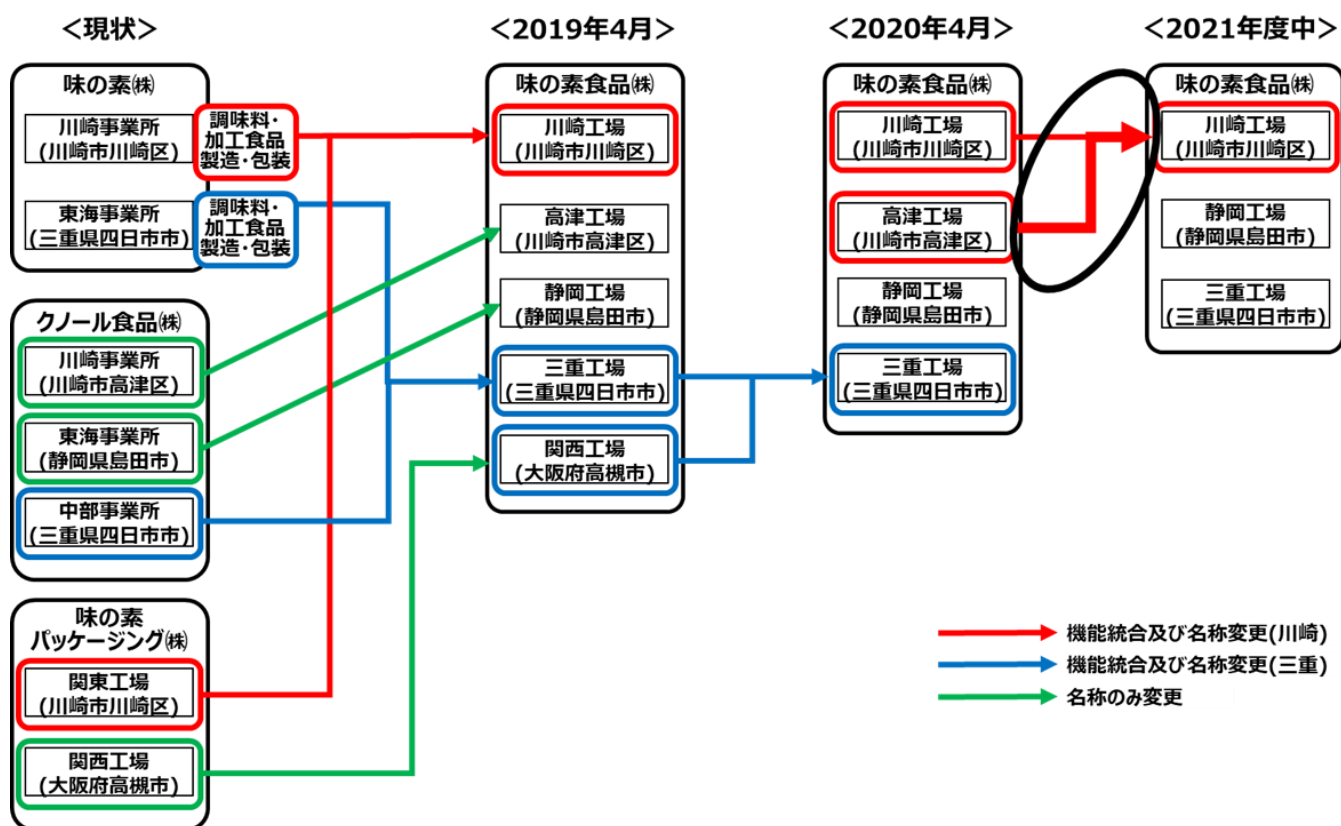 ＜現状＞
味の素㈱
川崎事業所
(川崎市川崎区)
調味料・
加工食品
製造・包装
東海事業所
(三重県四日市市)
調味料・
加工食品
製造・包装
クノール食品㈱
川崎事業所
(川崎市高津区)
東海事業所
(静岡県島田市)
中部事業所
(三重県四日市市)
味の素
パッケージング㈱
関東工場
(川崎市川崎区)
関西工場
(大阪府高槻市)
＜2019年4月＞
味の素食品㈱
川崎工場
(川崎市川崎区)
高津工場
(川崎市高津区)
静岡工場
(静岡県島田市)
三重工場
(三重県四日市市)
関西工場
(大阪府高槻市)
＜2020年4月＞
味の素食品㈱
川崎工場
(川崎市川崎区)
高津工場
(川崎市高津区)
静岡工場
(静岡県島田市)
三重工場
(三重県四日市市)
＜2021年度中＞
味の素食品㈱
川崎工場
(川崎市川崎区)
静岡工場
(静岡県島田市)
三重工場
(三重県四日市市)
機能統合及び名称変更(川崎)
機能統合及び名称変更(三重)
名称のみ変更